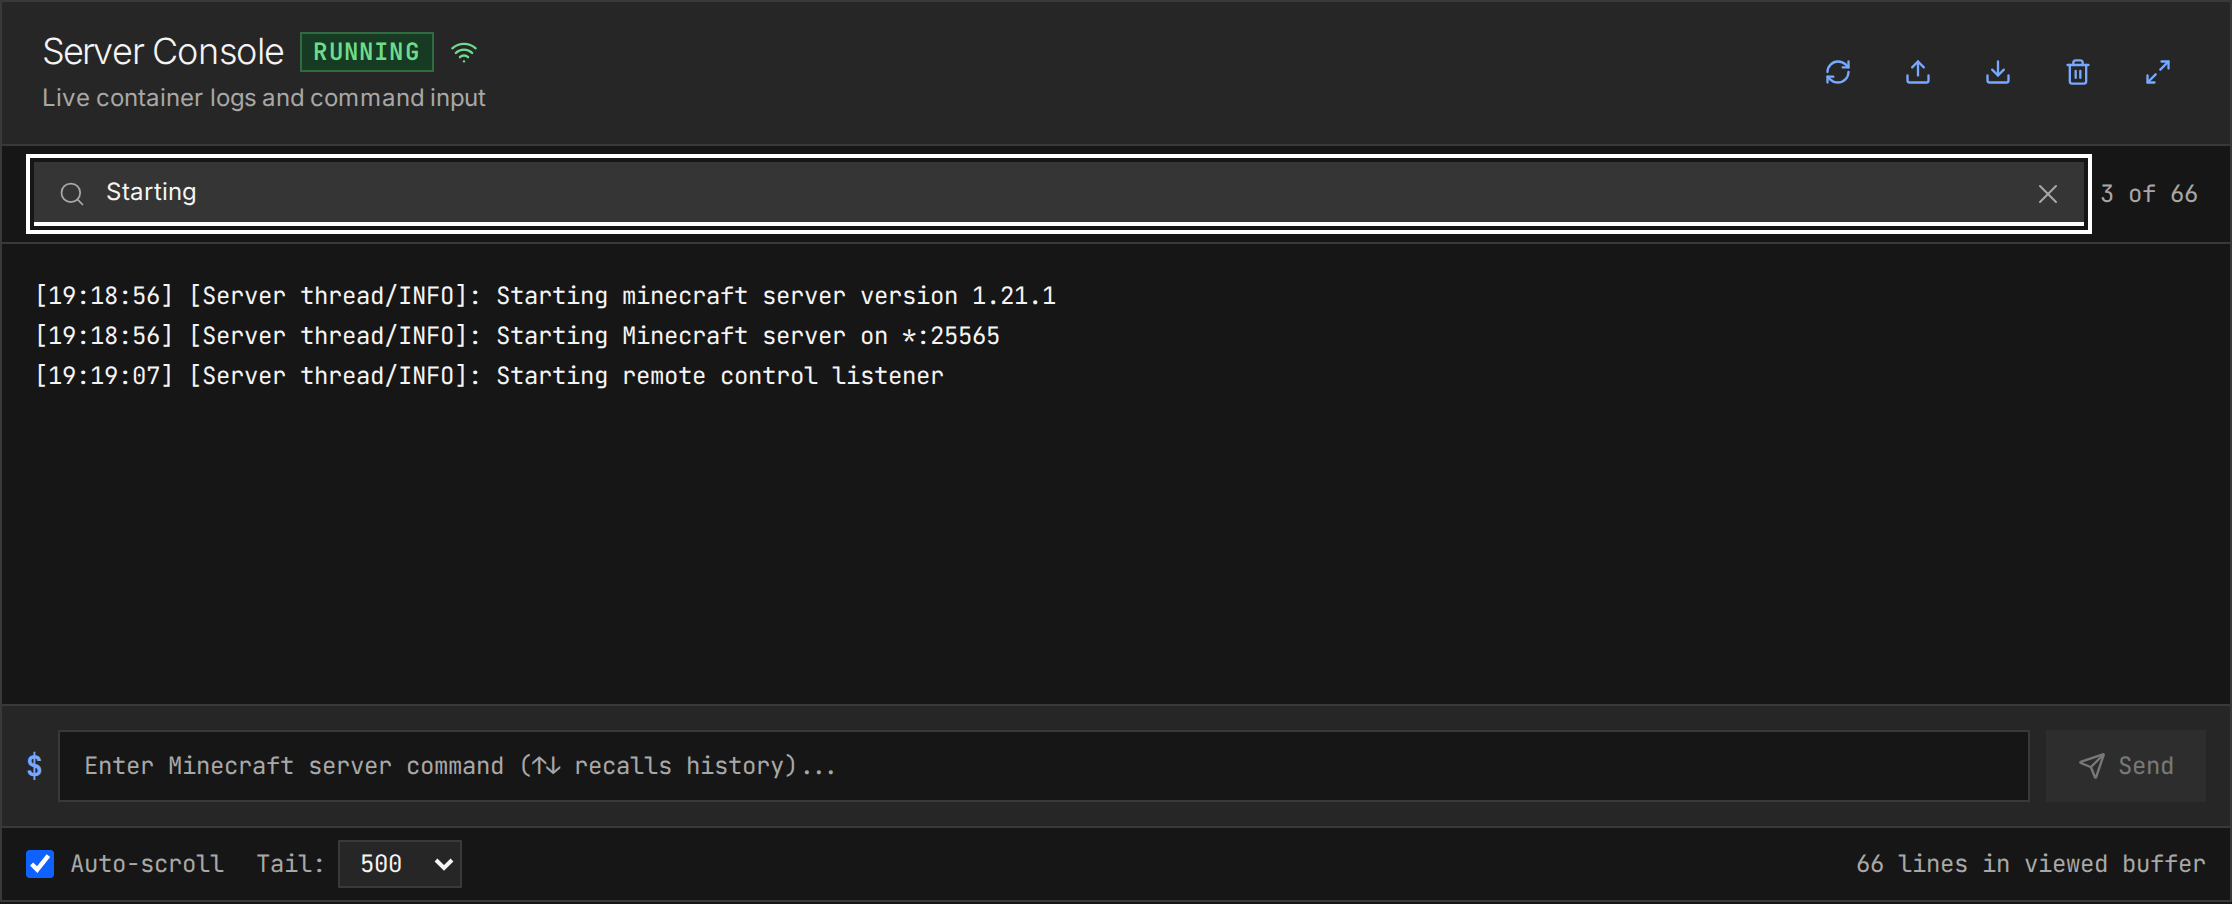 Server Console RUNNING
Live container logs and command input
Starting
3 of 66
[19:18:56] [Server thread/INFO]: Starting minecraft server version 1.21.1
[19:18:56] [Server thread/INFO]: Starting Minecraft server on *:25565
[19:19:07] [Server thread/INFO]: Starting remote control listener
$ Enter Minecraft server command (↑↓ recalls history)... Send
Auto-scroll Tail: 500 66 lines in viewed buffer